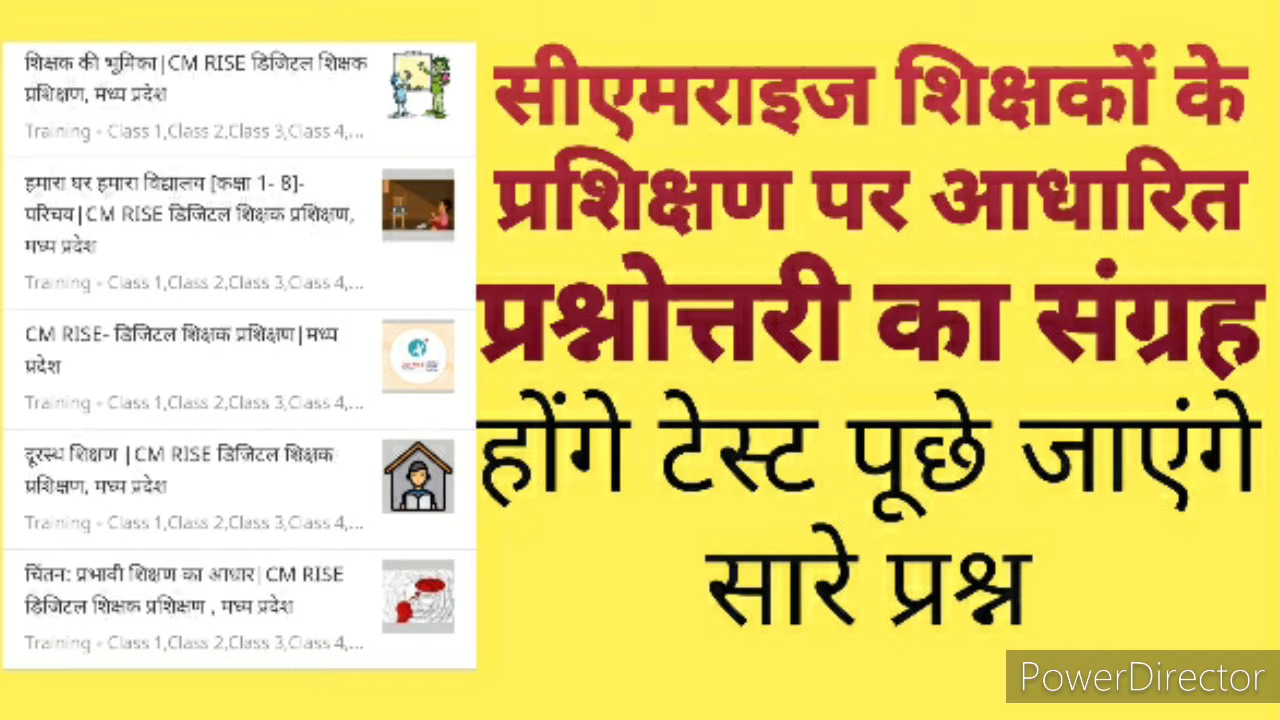 शिक्षक की भूमिका|CM RISE डिजिटल शिक्षक
प्रशिक्षण, मध्य प्रदेश
Training • Class 1,Class 2,Class 3,Class 4,...
हमारा घर हमारा विद्यालय [कक्षा 1- 8]-
परिचय|CM RISE डिजिटल शिक्षक प्रशिक्षण,
मध्य प्रदेश
Training • Class 1,Class 2,Class 3,Class 4,...
CM RISE- डिजिटल शिक्षक प्रशिक्षण|मध्य
प्रदेश
Training • Class 1,Class 2,Class 3,Class 4,...
दूरस्थ शिक्षण |CM RISE डिजिटल शिक्षक
प्रशिक्षण, मध्य प्रदेश
Training • Class 1,Class 2,Class 3,Class 4,...
चिंतन: प्रभावी शिक्षण का आधार|CM RISE
डिजिटल शिक्षक प्रशिक्षण , मध्य प्रदेश
Training • Class 1,Class 2,Class 3,Class 4,...
सीएमराइज शिक्षकों के
प्रशिक्षण पर आधारित
प्रश्नोत्तरी का संग्रह
होंगे टेस्ट पूछे जाएंगे
सारे प्रश्न
PowerDirector